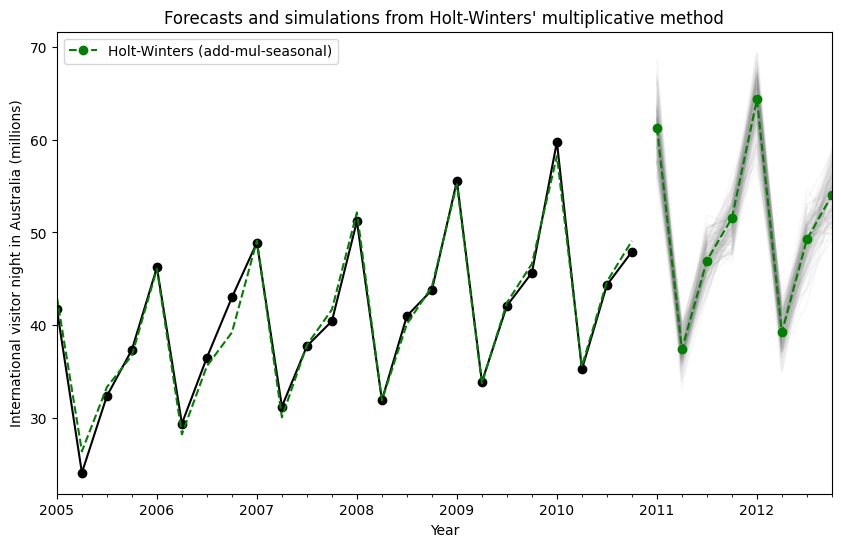 Forecasts and simulations from Holt-Winters' multiplicative method
Holt-Winters (add-mul-seasonal)
International visitor night in Australia (millions)
70
60
50
40
30
2005 2006 2007 2008 2009 2010 2011 2012
Year